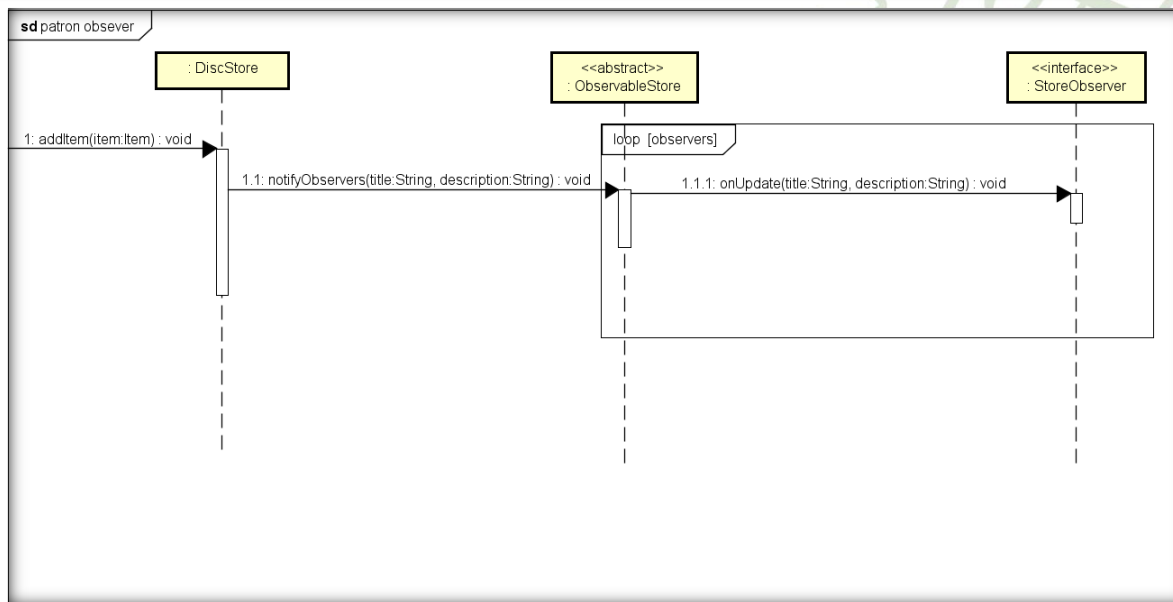 sd patron obsever
: DiscStore
<<abstract>>
: ObservableStore
<<interface>>
: StoreObserver
1: addItem(item:Item) : void
loop [observers]
1.1: notifyObservers(title:String, description:String) : void
1.1.1: onUpdate(title:String, description:String) : void